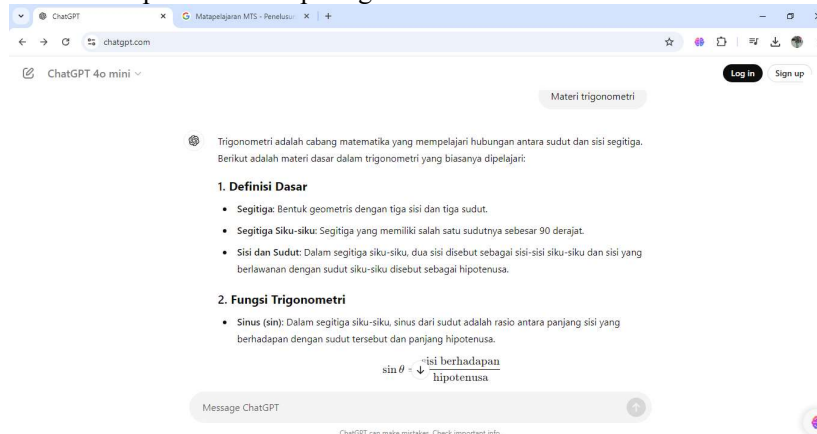 ChatGPT
Matapelajaran MTS - Penelusur
chatgpt.com
ChatGPT 4o mini
Log in
Sign up
Materi trigonometri
Trigonometri adalah cabang matematika yang mempelajari hubungan antara sudut dan sisi segitiga.
Berikut adalah materi dasar dalam trigonometri yang biasanya dipelajari:
1. Definisi Dasar
• Segitiga: Bentuk geometris dengan tiga sisi dan tiga sudut.
• Segitiga Siku-siku: Segitiga yang memiliki salah satu sudutnya sebesar 90 derajat.
• Sisi dan Sudut: Dalam segitiga siku-siku, dua sisi disebut sebagai sisi-sisi siku-siku dan sisi yang
berlawanan dengan sudut siku-siku disebut sebagai hipotenusa.
2. Fungsi Trigonometri
• Sinus (sin): Dalam segitiga siku-siku, sinus dari sudut adalah rasio antara panjang sisi yang
berhadapan dengan sudut tersebut dan panjang hipotenusa.
sin θ = sisi berhadapan
hipotenusa
Message ChatGPT
ChatGPT can make mistakes. Check important info.